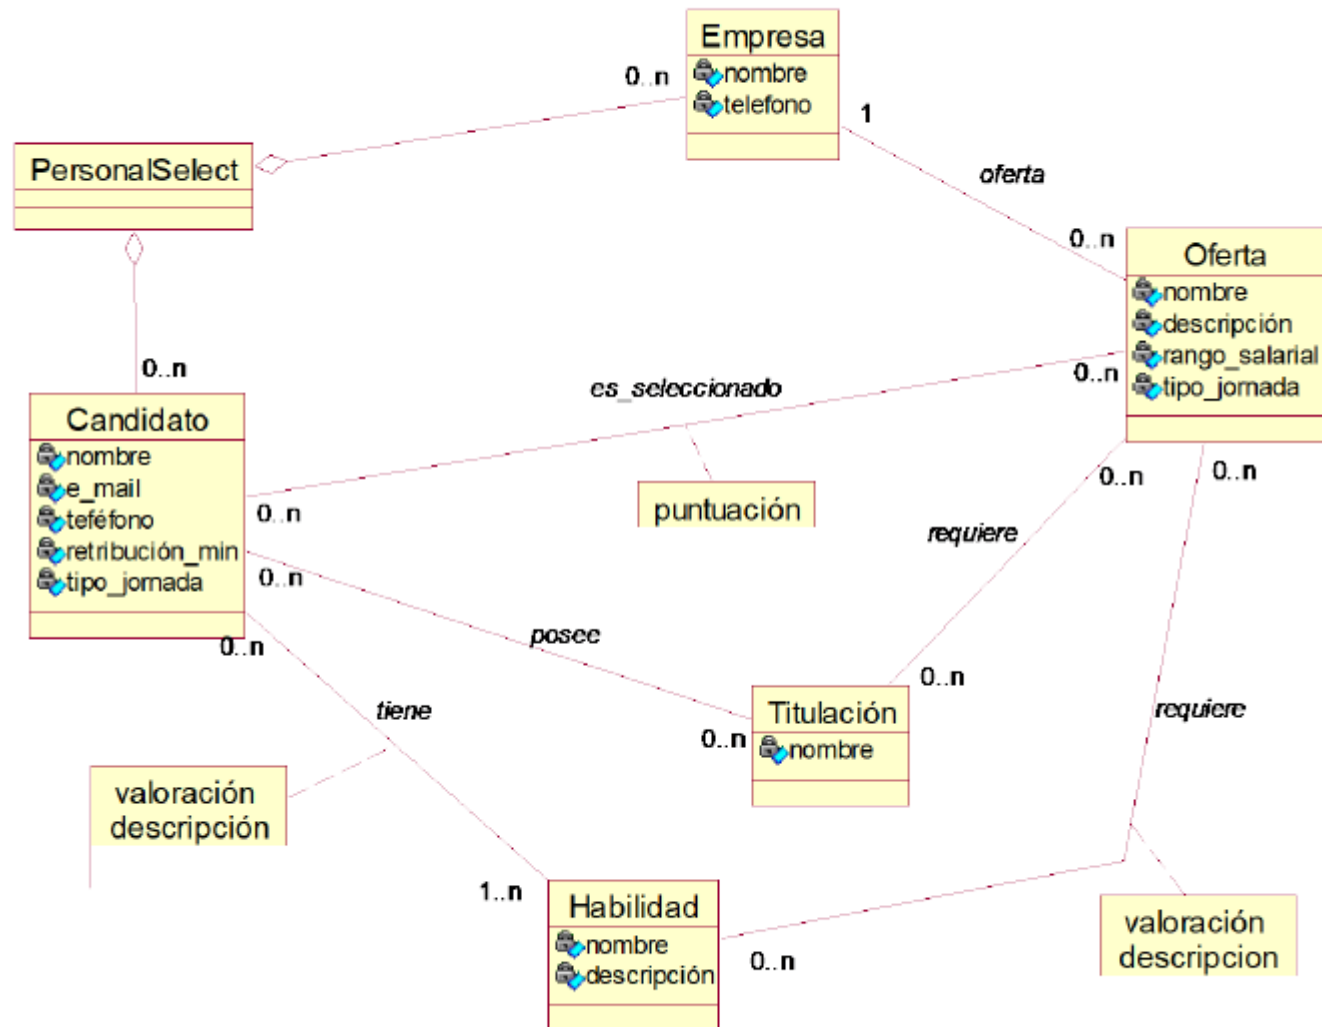 Empresa
nombre
telefono
0..n
1
PersonalSelect
oferta
0..n
Oferta
nombre
descripción
rango_salarial
tipo_jornada
0..n
0..n
es_seleccionado
Candidato
nombre
e_mail
teféfono
retribución_min
tipo_jornada
0..n
puntuación
0..n
0..n
requiere
0..n
0..n
posee
0..n
Titulación
nombre
0..n
requiere
tiene
valoración
descripción
1..n
Habilidad
nombre
descripción
0..n
valoración
descripcion